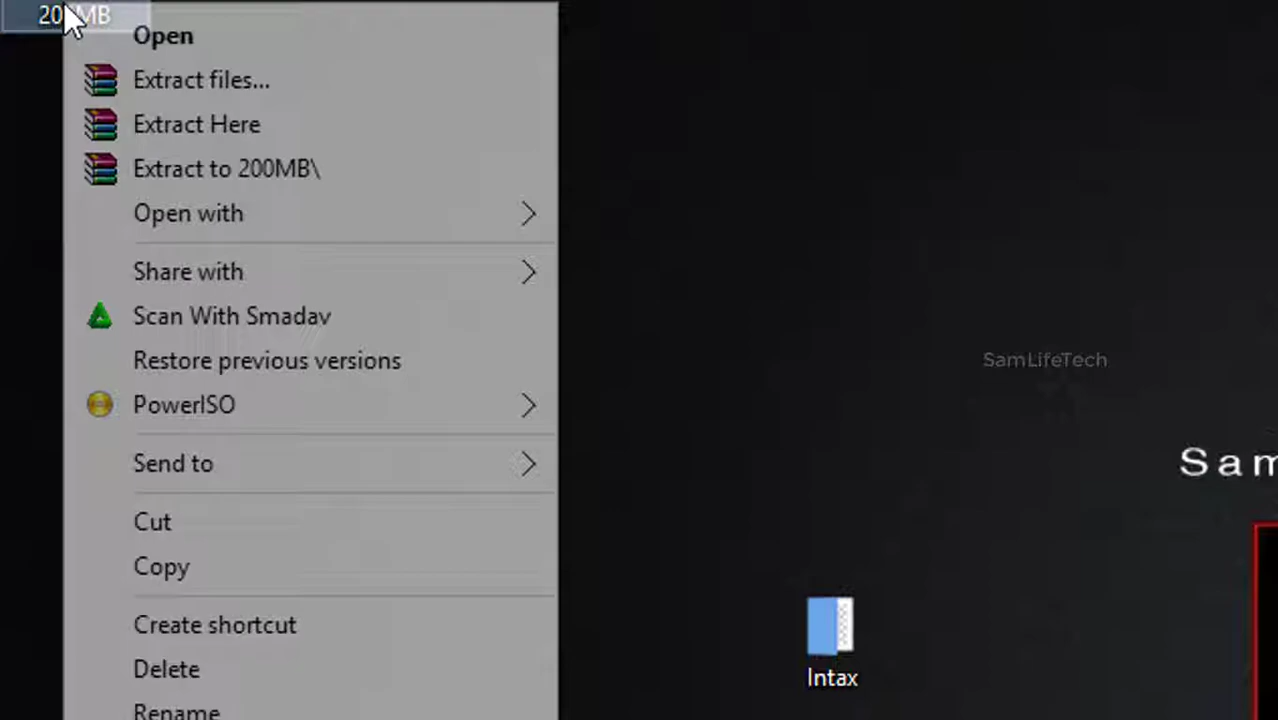 Open
Extract files...
Extract Here
Extract to 200MB\
Open with
Share with
Scan With Smadav
Restore previous versions
PowerISO
Send to
Cut
Copy
Create shortcut
Delete
Rename
SamLifeTech
Sam
Intax